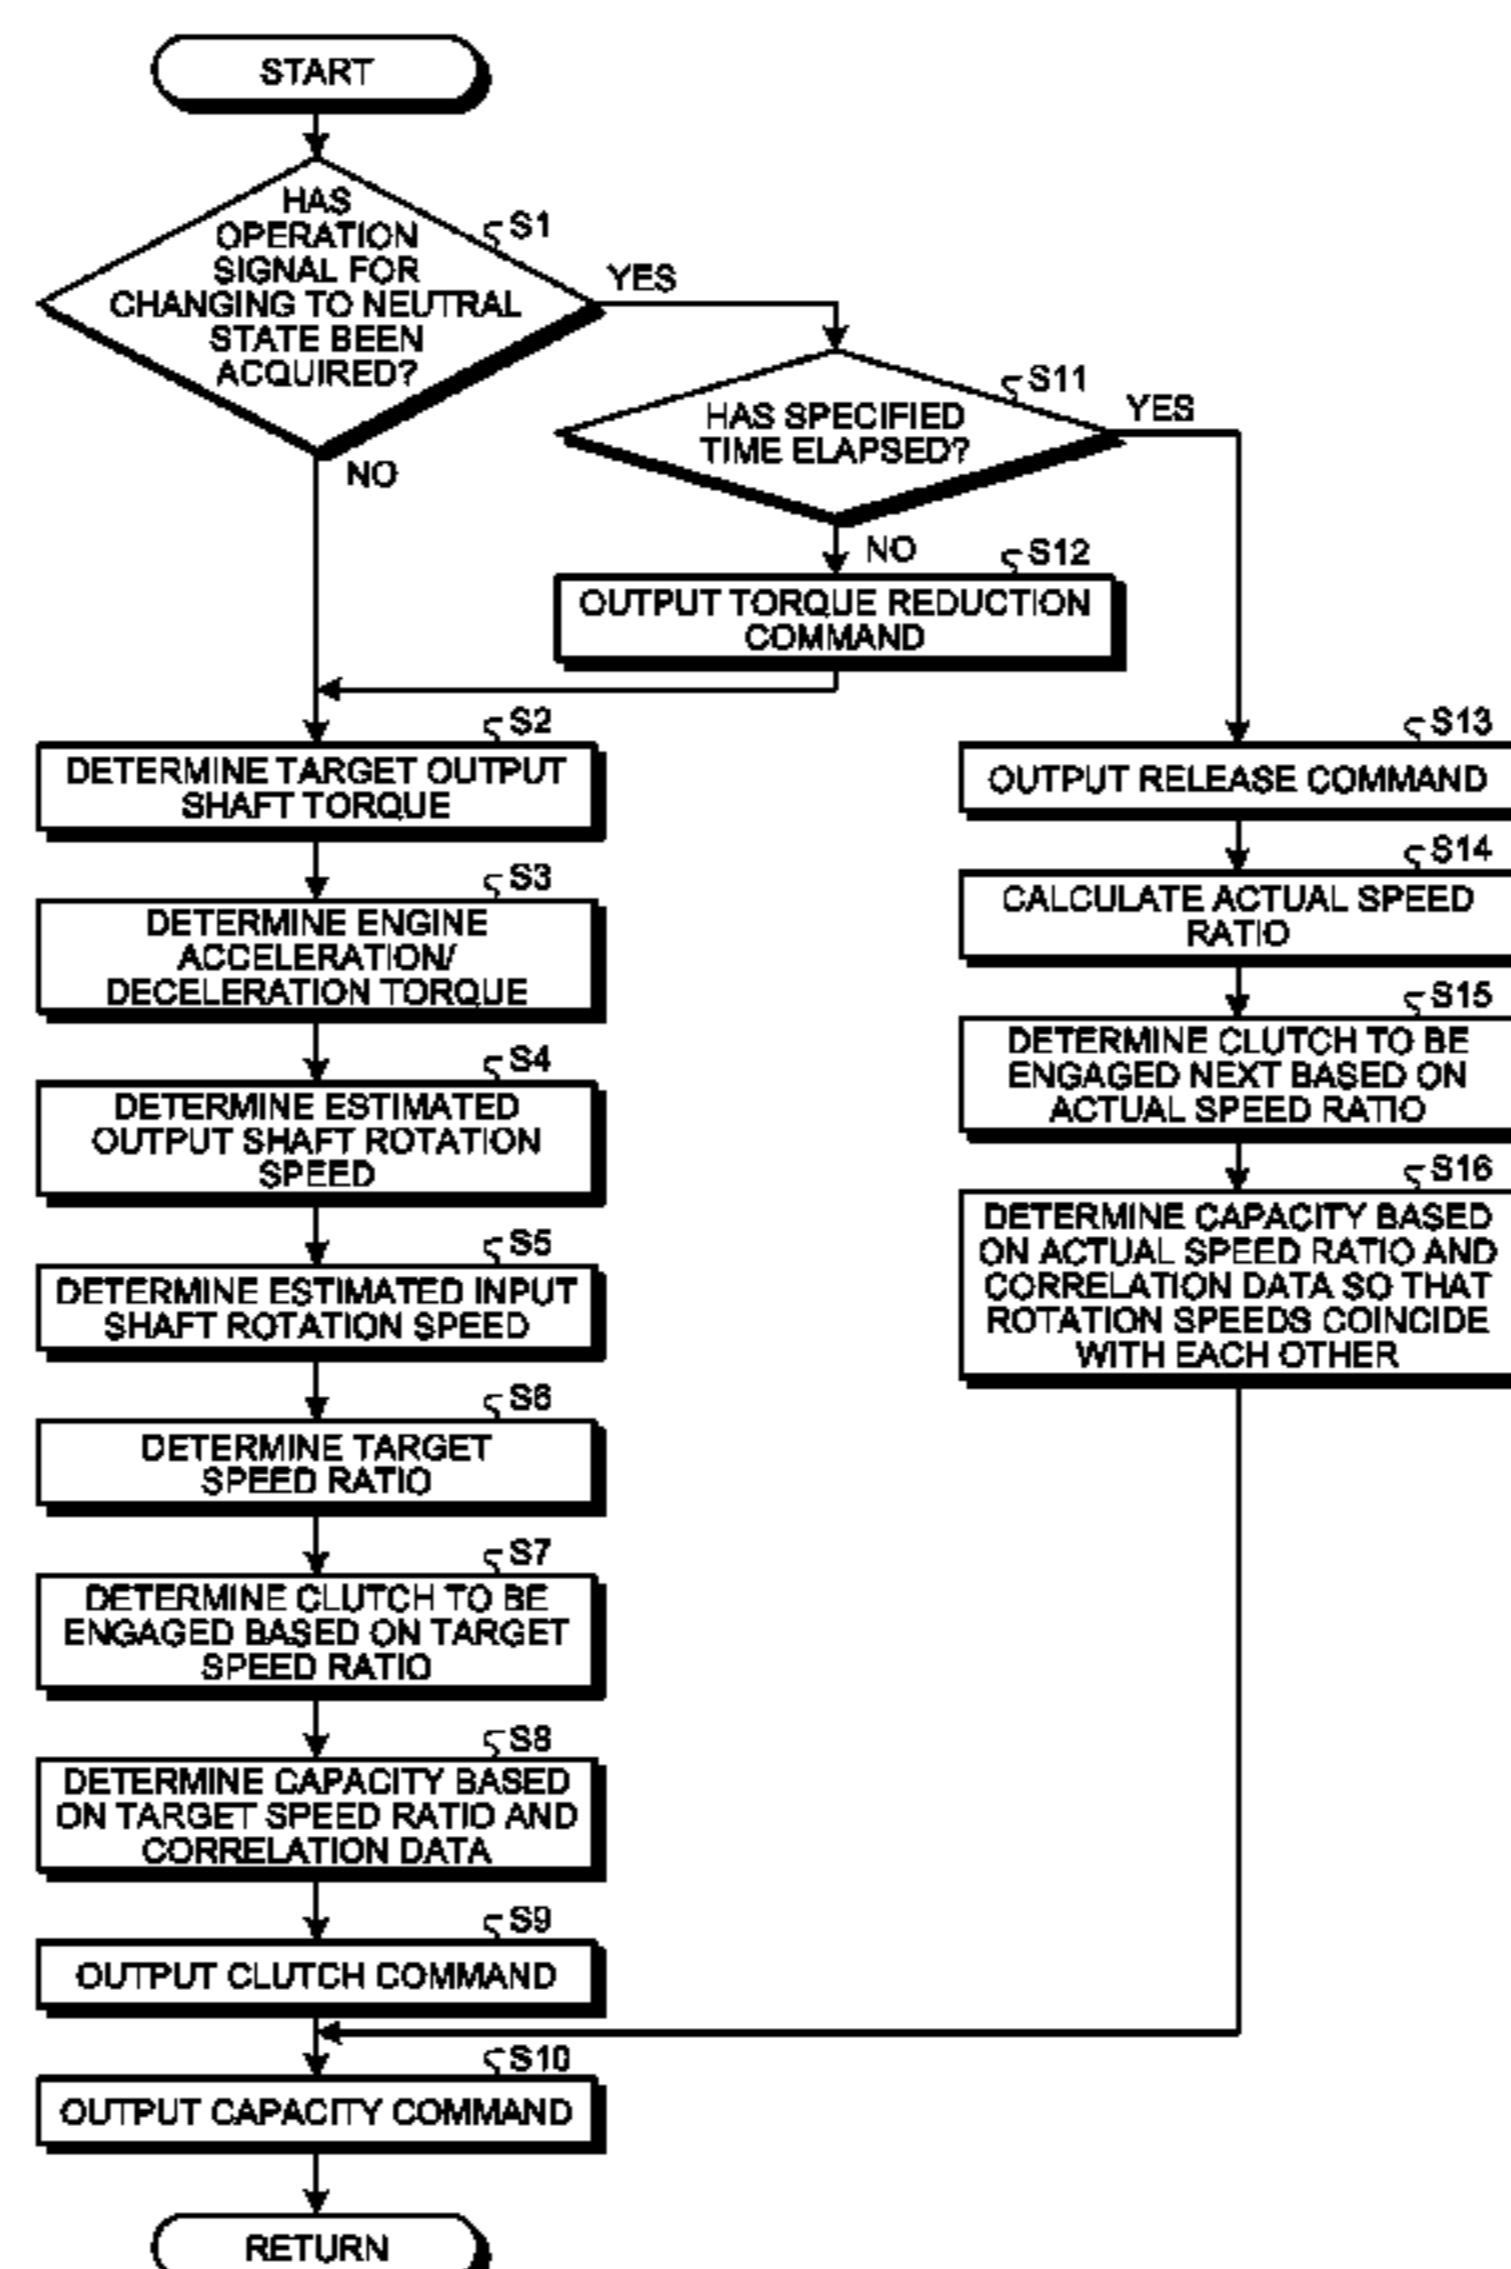 START
HAS
OPERATION
SIGNAL FOR
CHANGING TO NEUTRAL
STATE BEEN
ACQUIRED?
S1
YES
NO
HAS SPECIFIED
TIME ELAPSED?
S11
YES
NO
S12
OUTPUT TORQUE REDUCTION
COMMAND
S2
DETERMINE TARGET OUTPUT
SHAFT TORQUE
S3
DETERMINE ENGINE
ACCELERATION/
DECELERATION TORQUE
S4
DETERMINE ESTIMATED
OUTPUT SHAFT ROTATION
SPEED
S5
DETERMINE ESTIMATED INPUT
SHAFT ROTATION SPEED
S6
DETERMINE TARGET
SPEED RATIO
S7
DETERMINE CLUTCH TO BE
ENGAGED BASED ON TARGET
SPEED RATIO
S8
DETERMINE CAPACITY BASED
ON TARGET SPEED RATIO AND
CORRELATION DATA
S9
OUTPUT CLUTCH COMMAND
S13
OUTPUT RELEASE COMMAND
S14
CALCULATE ACTUAL SPEED
RATIO
S15
DETERMINE CLUTCH TO BE
ENGAGED NEXT BASED ON
ACTUAL SPEED RATIO
S16
DETERMINE CAPACITY BASED
ON ACTUAL SPEED RATIO AND
CORRELATION DATA SO THAT
ROTATION SPEEDS COINCIDE
WITH EACH OTHER
S10
OUTPUT CAPACITY COMMAND
RETURN